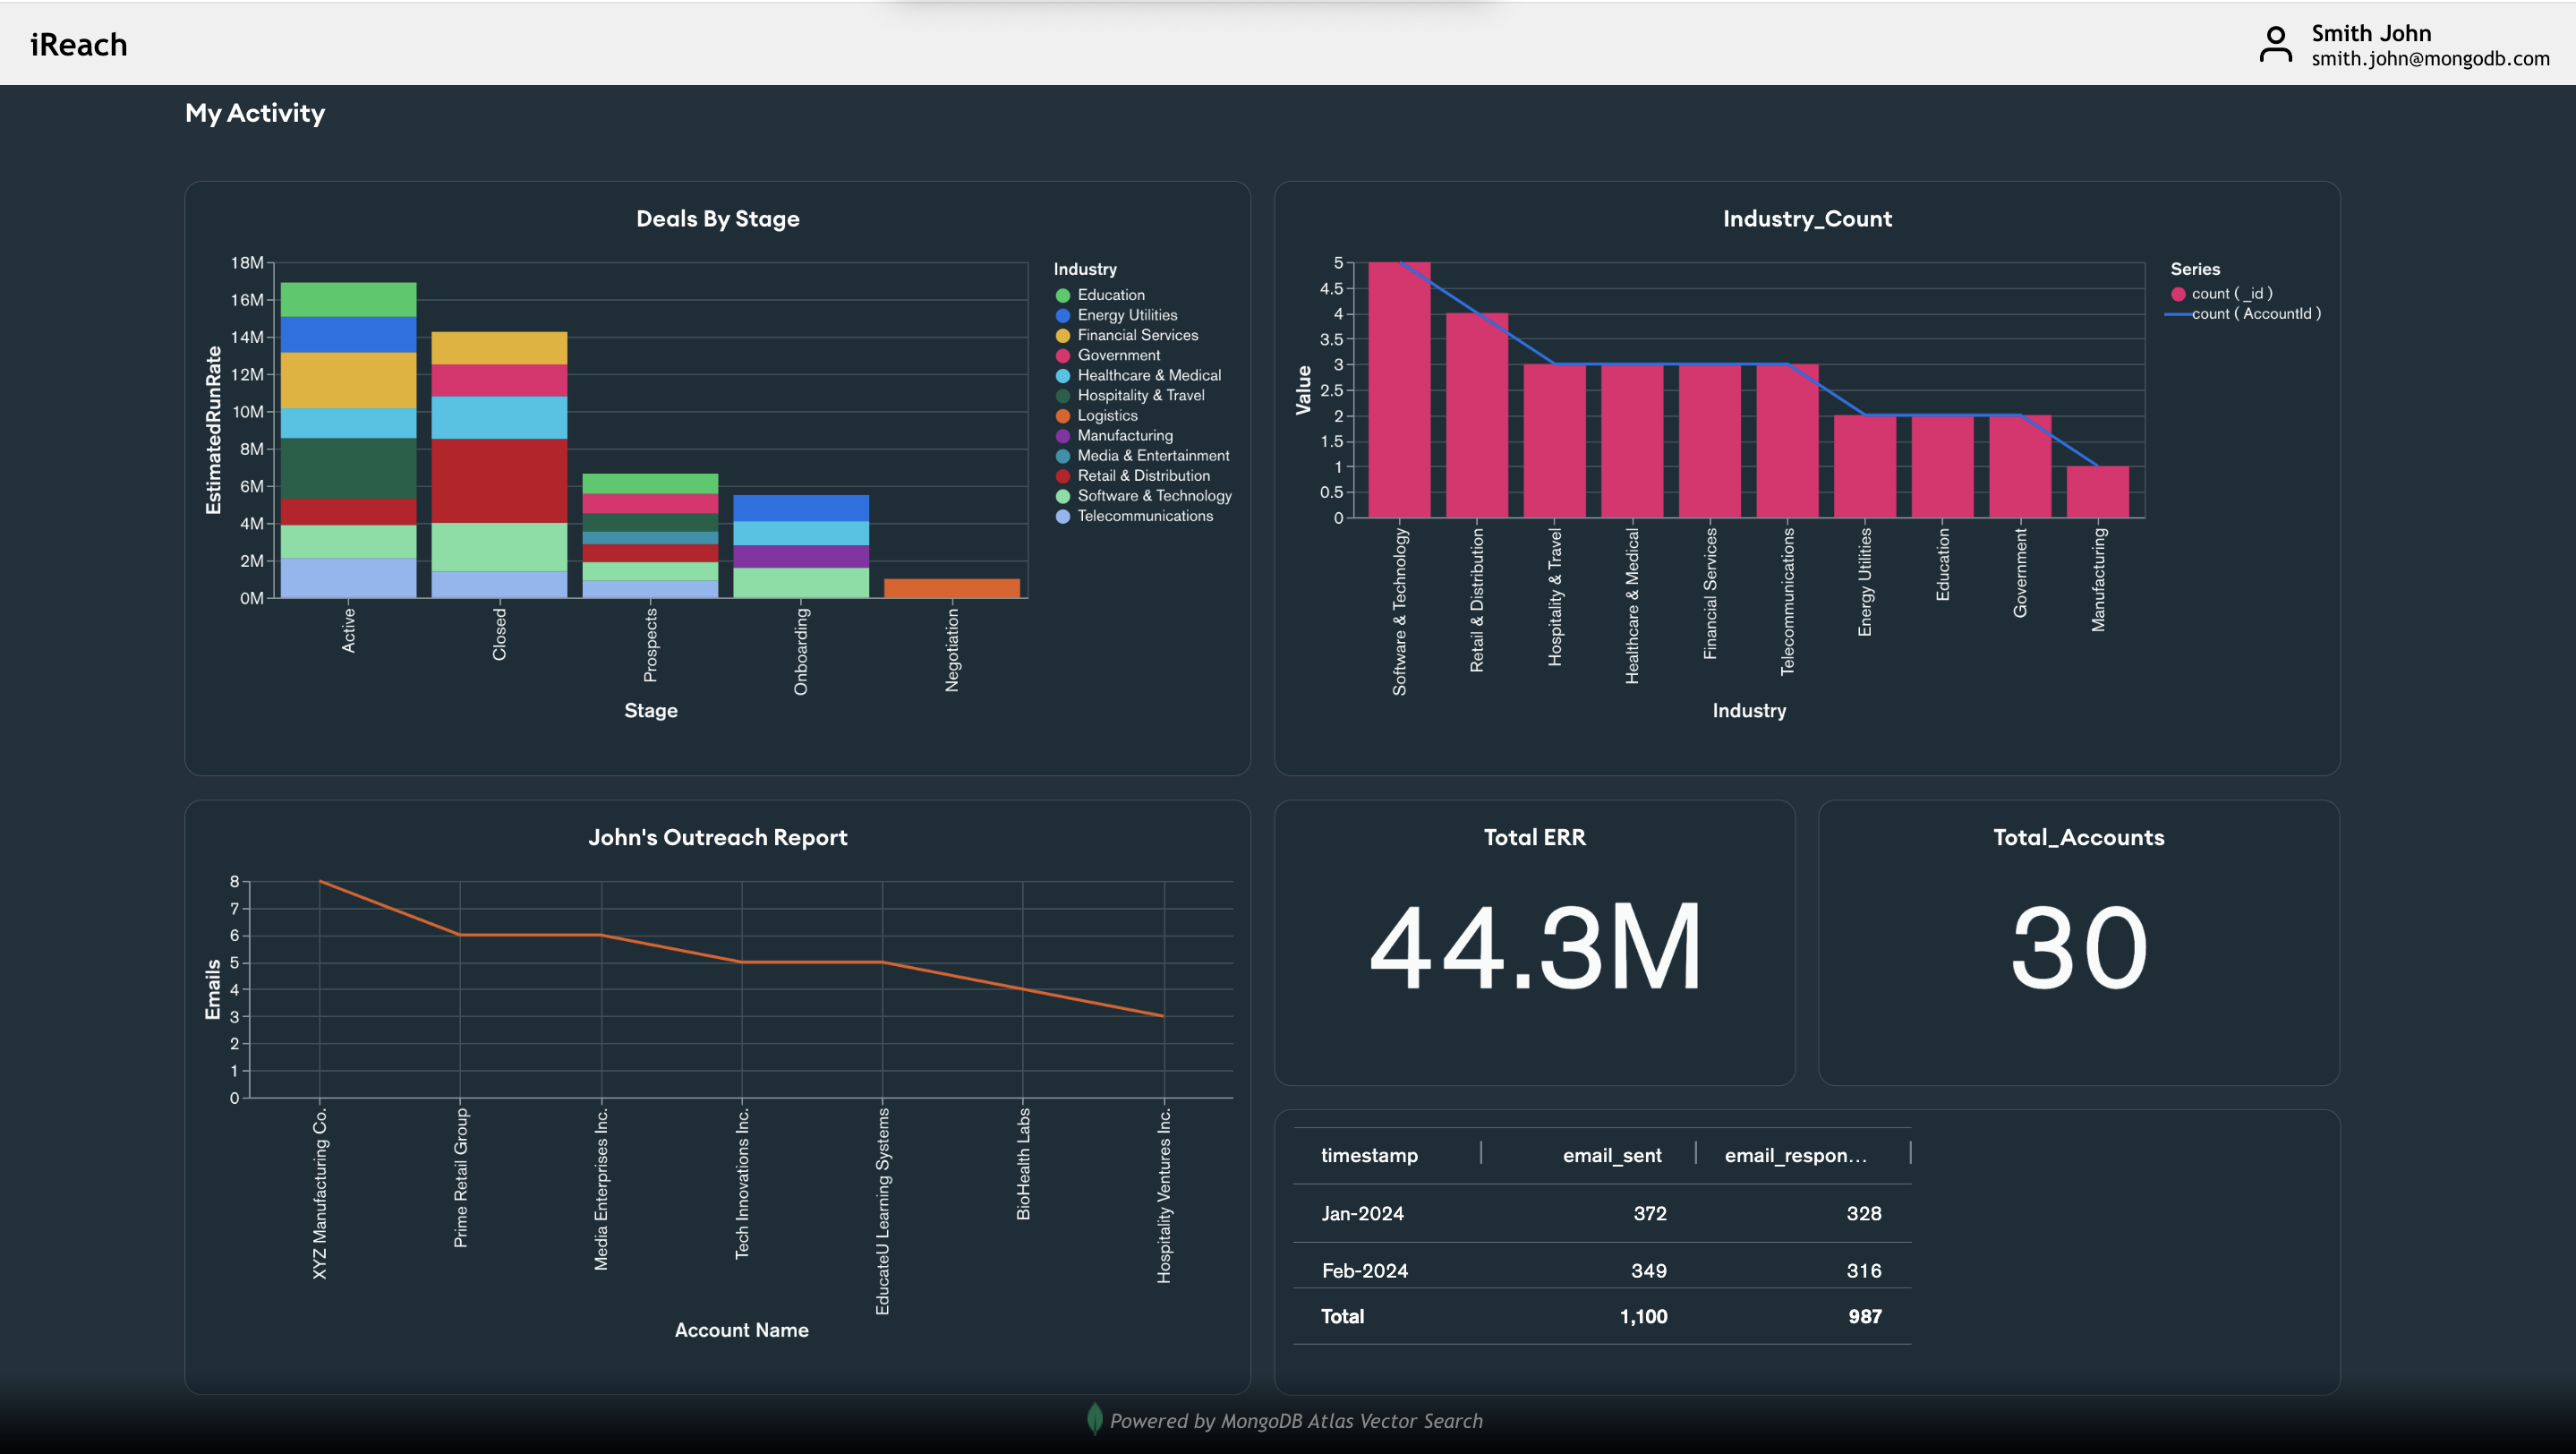 iReach
Smith John
smith.john@mongodb.com
My Activity
Deals By Stage
EstimatedRunRate
18M
16M
14M
12M
10M
8M
6M
4M
2M
0M
Active
Closed
Prospects
Onboarding
Negotiation
Stage
Industry
Education
Energy Utilities
Financial Services
Government
Healthcare & Medical
Hospitality & Travel
Logistics
Manufacturing
Media & Entertainment
Retail & Distribution
Software & Technology
Telecommunications
Industry_Count
Value
5
4.5
4
3.5
3
2.5
2
1.5
1
0.5
0
Software & Technology
Retail & Distribution
Hospitality & Travel
Healthcare & Medical
Financial Services
Telecommunications
Energy Utilities
Education
Government
Manufacturing
Industry
Series
count ( _id )
count ( AccountId )
John's Outreach Report
Emails
8
7
6
5
4
3
2
1
0
XYZ Manufacturing Co.
Prime Retail Group
Media Enterprises Inc.
Tech Innovations Inc.
EducateU Learning Systems
BioHealth Labs
Hospitality Ventures Inc.
Account Name
Total ERR
44.3M
Total_Accounts
30
timestamp email_sent email_respon...
Jan-2024 372 328
Feb-2024 349 316
Total 1,100 987
Powered by MongoDB Atlas Vector Search